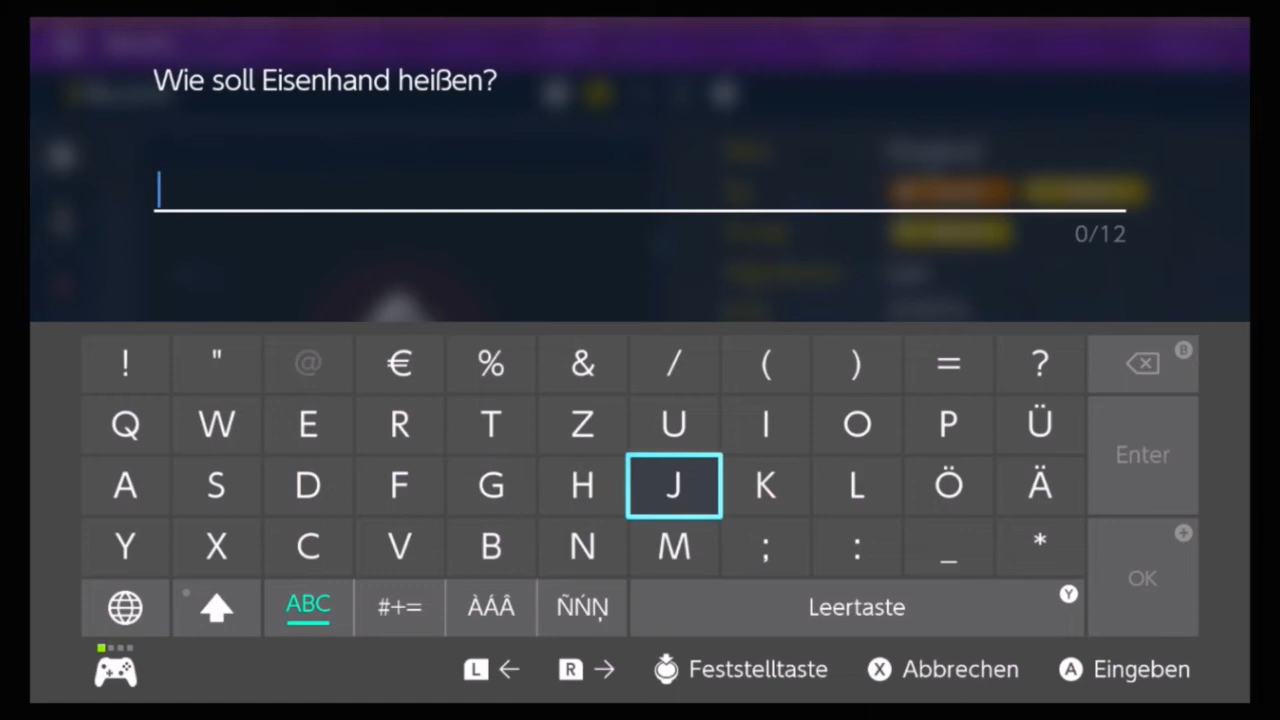 Wie soll Eisenhand heißen?
0/12
! " @ € % & / ( ) = ? B
Q W E R T Z U I O P Ü Enter
A S D F G H J K L Ö Ä
Y X C V B N M ; : _ * + OK
ABC #+= ÀÁÂ ÑŃŅ Leertaste Y
L ← R → Feststelltaste X Abbrechen A Eingeben